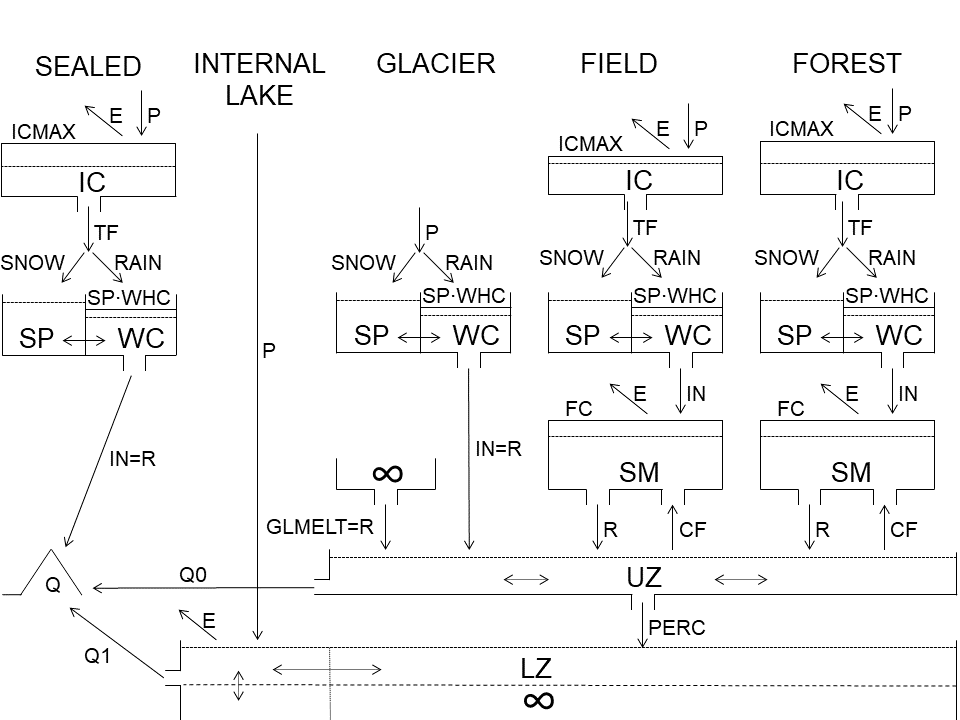 SEALED INTERNAL LAKE GLACIER FIELD FOREST
E P E P E P
ICMAX ICMAX ICMAX
IC IC IC
TF TF TF
P
SNOW RAIN SNOW RAIN SNOW RAIN SNOW RAIN
SP·WHC SP·WHC SP·WHC SP·WHC
SP WC SP WC SP WC SP WC
P
E IN E IN
FC FC
IN=R IN=R
∞ SM SM
GLMELT=R R CF R CF
Q Q0 UZ
E PERC
Q1 LZ
∞